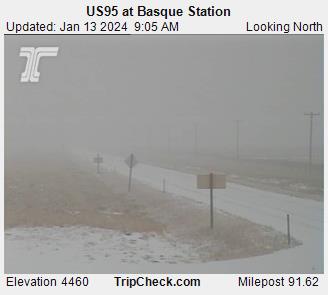 US95 at Basque Station
Updated: Jan 13 2024 9:05 AM Looking North
Elevation 4460 TripCheck.com Milepost 91.62